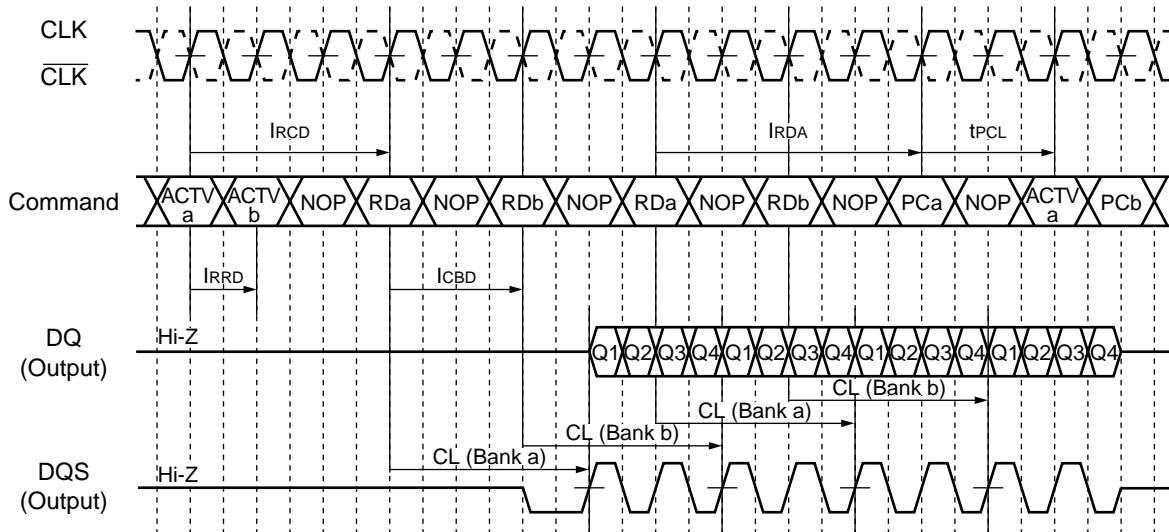 CLK
CLK
IRCD
IRDA
tPCL
Command
ACTV a
ACTV b
NOP
RDa
NOP
RDb
NOP
RDa
NOP
RDb
NOP
PCa
NOP
ACTV a
PCb
IRRD
ICBD
DQ
(Output)
Hi-Z
Q1 Q2 Q3 Q4 Q1 Q2 Q3 Q4 Q1 Q2 Q3 Q4 Q1 Q2 Q3 Q4
CL (Bank b)
CL (Bank a)
CL (Bank b)
CL (Bank a)
DQS
(Output)
Hi-Z